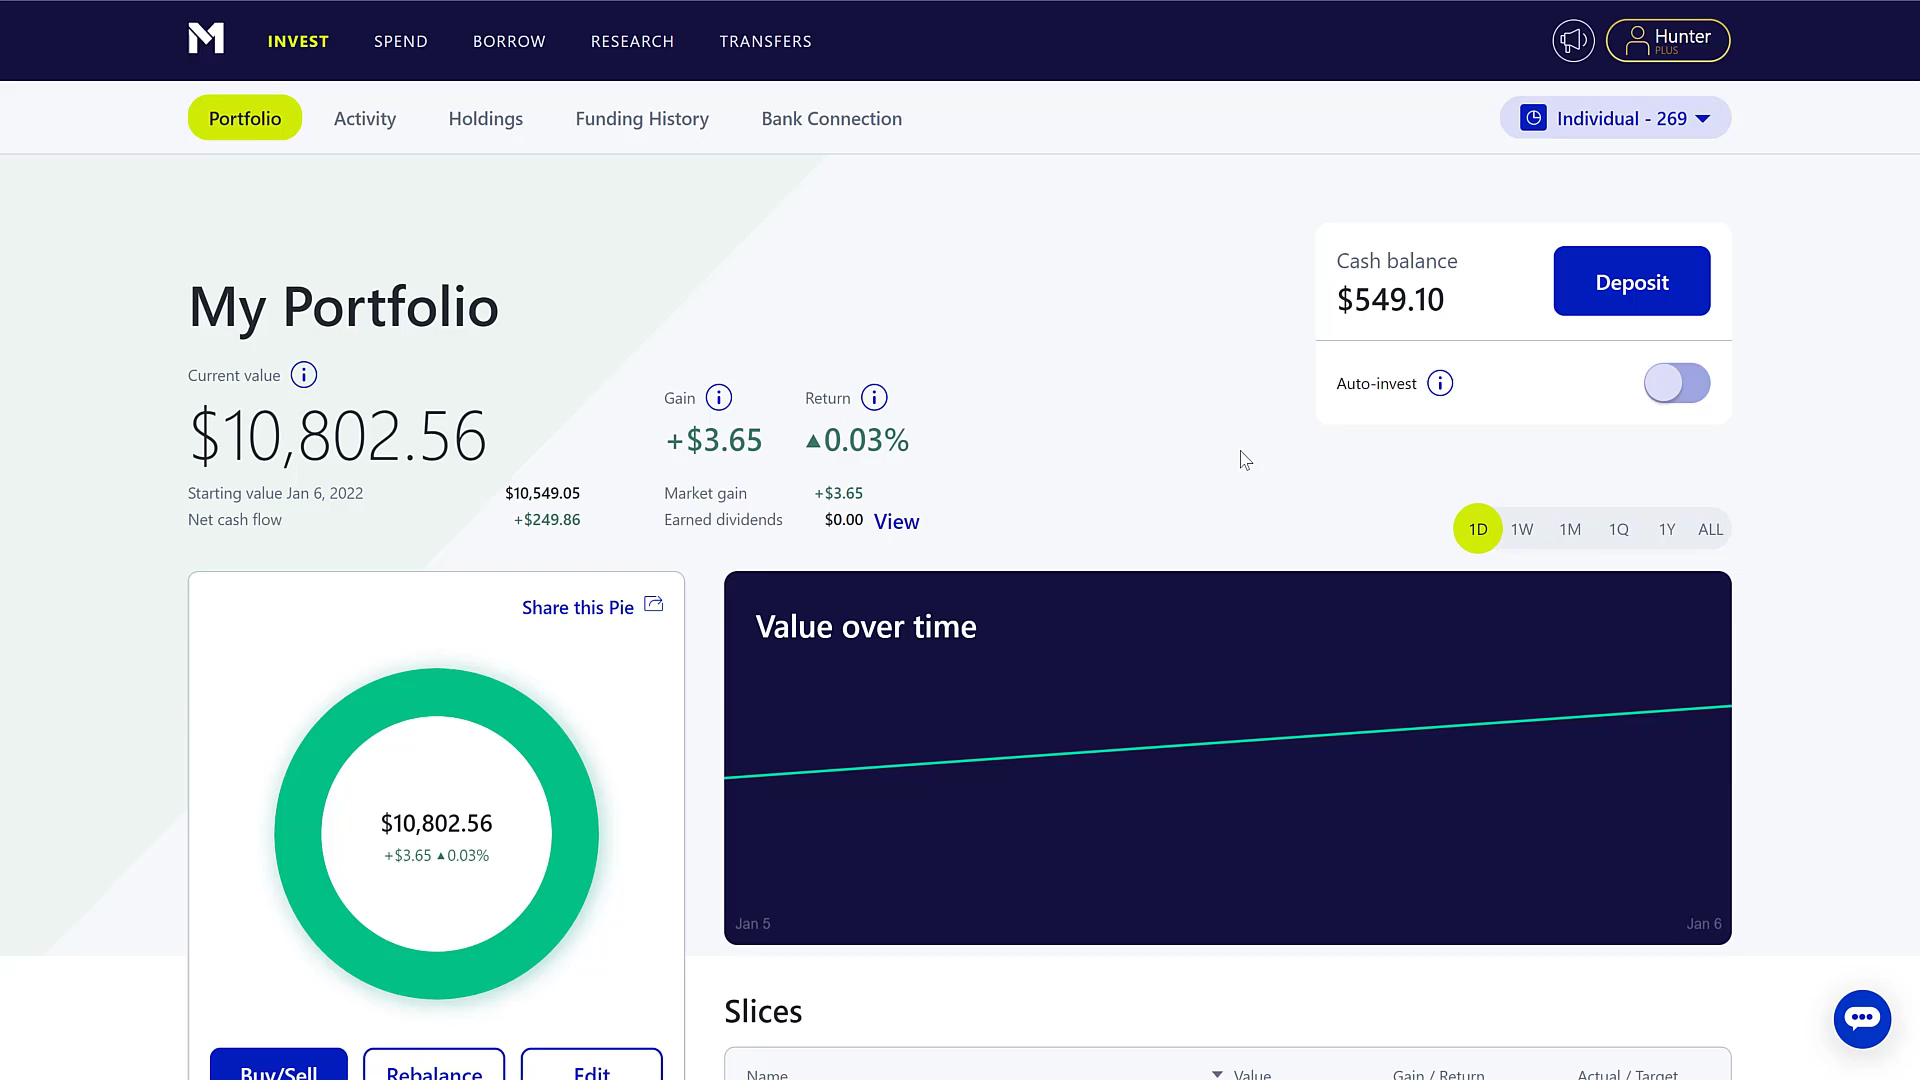 INVEST SPEND BORROW RESEARCH TRANSFERS
Hunter
PLUS
Portfolio Activity Holdings Funding History Bank Connection
Individual - 269
My Portfolio
Cash balance
$549.10
Deposit
Auto-invest
Current value
$10,802.56
Gain
+$3.65
Return
▲0.03%
Starting value Jan 6, 2022 $10,549.05
Net cash flow +$249.86
Market gain +$3.65
Earned dividends $0.00 View
1D 1W 1M 1Q 1Y ALL
Share this Pie
$10,802.56
+$3.65 ▲0.03%
Buy/Sell Rebalance Edit
Value over time
Jan 5 Jan 6
Slices
Name ▼ Value Gain / Return Actual / Target